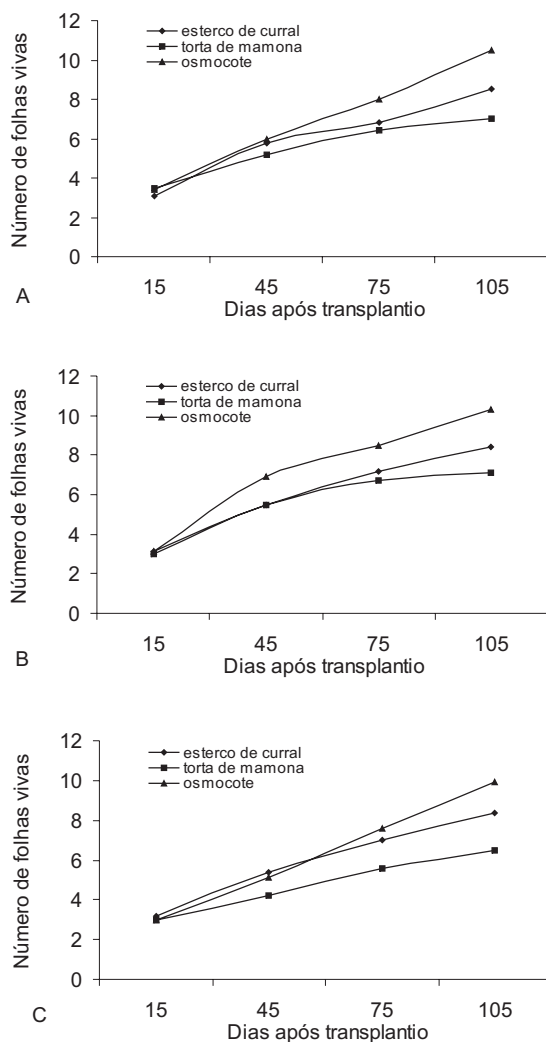 12
10
8
6
4
2
0
Número de folhas vivas
esterco de curral
torta de mamona
osmocote
15 45 75 105
Dias após transplantio
A
12
10
8
6
4
2
0
Número de folhas vivas
esterco de curral
torta de mamona
osmocote
15 45 75 105
Dias após transplantio
B
12
10
8
6
4
2
0
Número de folhas vivas
esterco de curral
torta de mamona
osmocote
15 45 75 105
Dias após transplantio
C